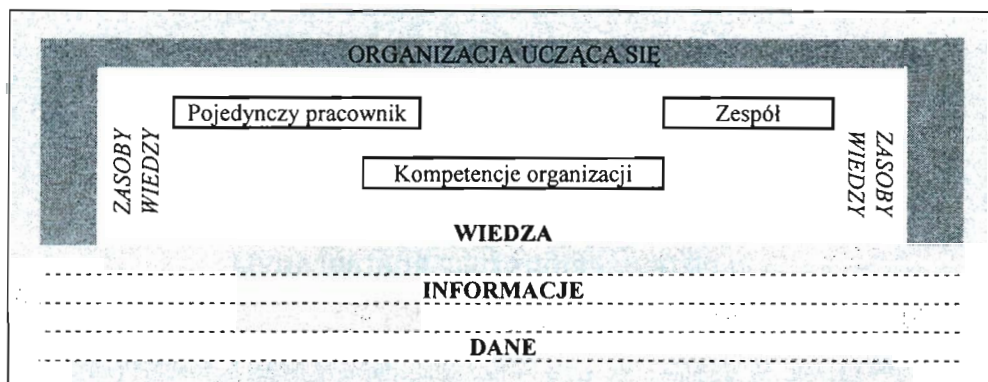 ORGANIZACJA UCZĄCA SIĘ
Pojedynczy pracownik
Zespół
ZASOBY
WIEDZY
Kompetencje organizacji
ZASOBY
WIEDZY
WIEDZA
INFORMACJE
DANE